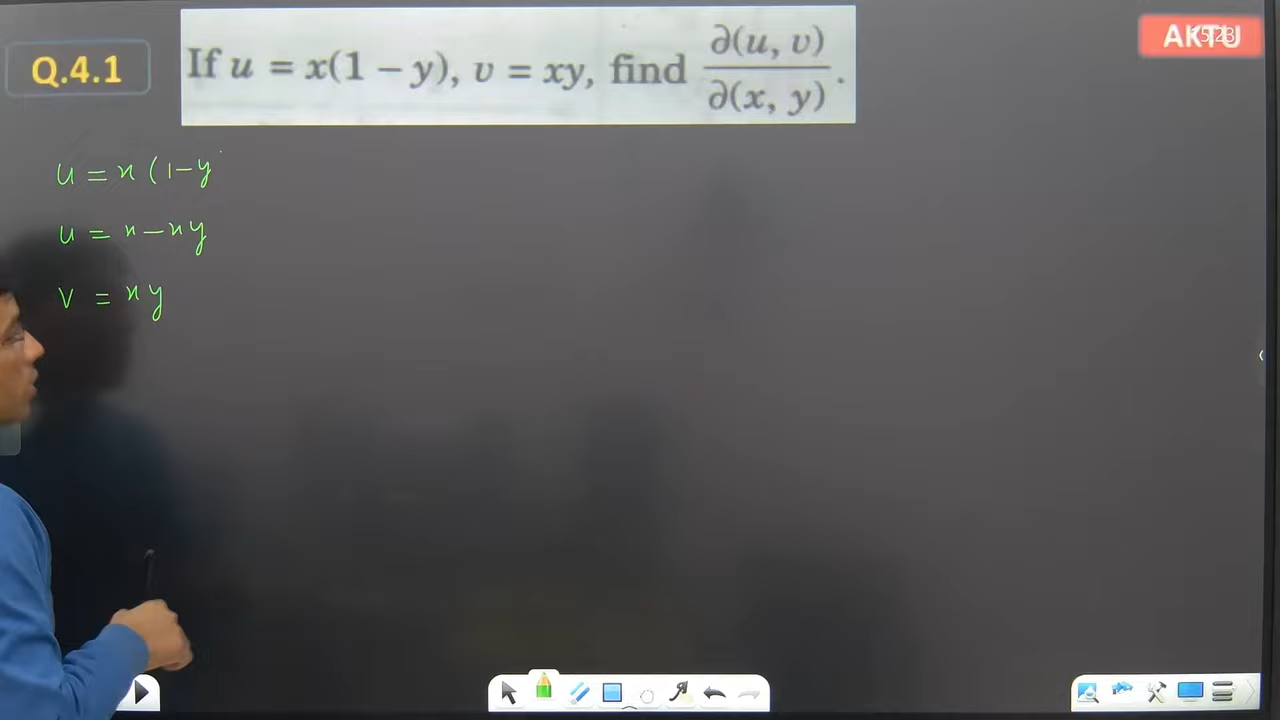 Q.4.1
If u = x(1 − y), v = xy, find ∂(u, v)/∂(x, y).
AKTU
u = x (1-y
u = x - xy
v = xy